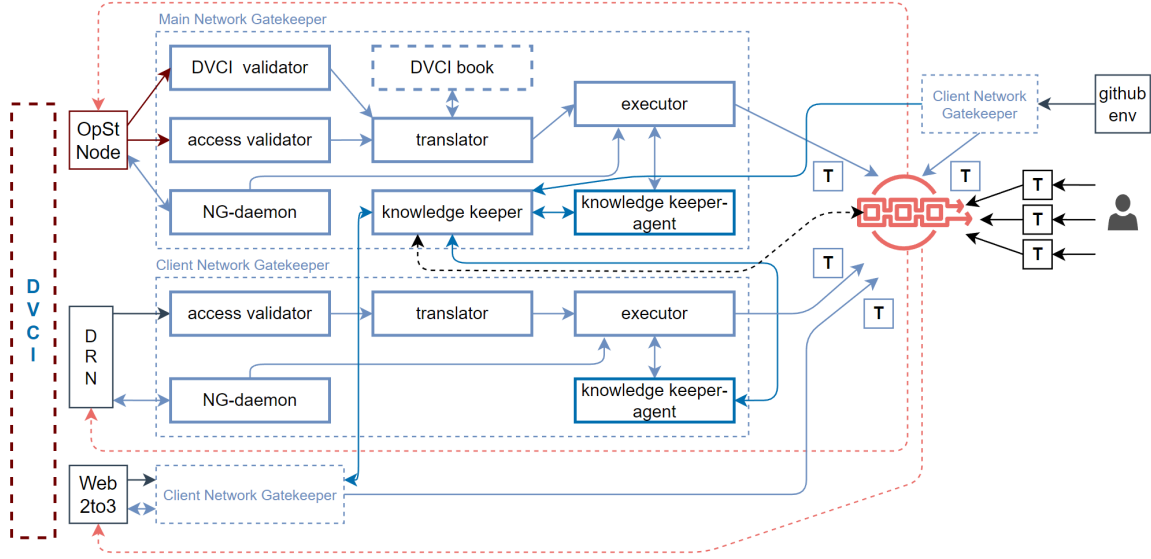 Main Network Gatekeeper
DVCI validator
DVCI book
OpSt
Node
access validator
translator
executor
NG-daemon
knowledge keeper
knowledge keeper-
agent
Client Network
Gatekeeper
github
env
T
T
T
T
T
Client Network Gatekeeper
T
T
D
V
C
I
D
R
N
access validator
translator
executor
NG-daemon
knowledge keeper-
agent
Web
2to3
Client Network Gatekeeper